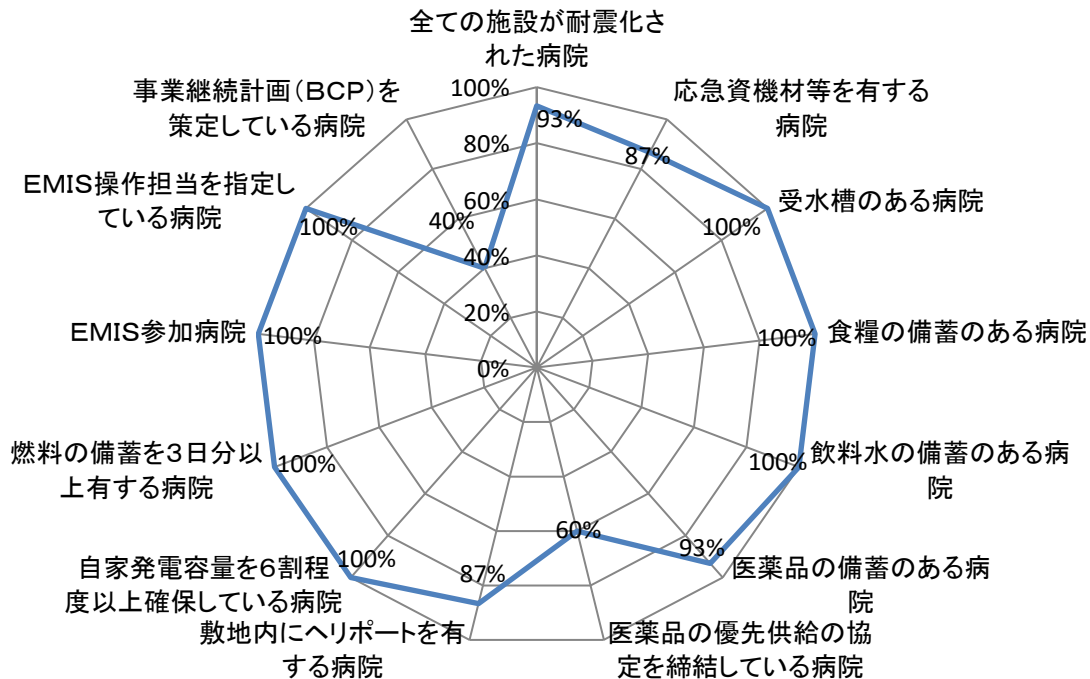 全ての施設が耐震化さ
れた病院
応急資機材等を有する
病院
受水槽のある病院
食糧の備蓄のある病院
飲料水の備蓄のある病
院
医薬品の備蓄のある病
院
医薬品の優先供給の協
定を締結している病院
敷地内にヘリポートを有
する病院
自家発電容量を6割程
度以上確保している病院
燃料の備蓄を3日分以
上有する病院
EMIS参加病院
EMIS操作担当を指定し
ている病院
事業継続計画(BCP)を
策定している病院
100%
80%
60%
40%
20%
0%
93%
87%
100%
100%
100%
93%
60%
87%
100%
100%
100%
100%
40%